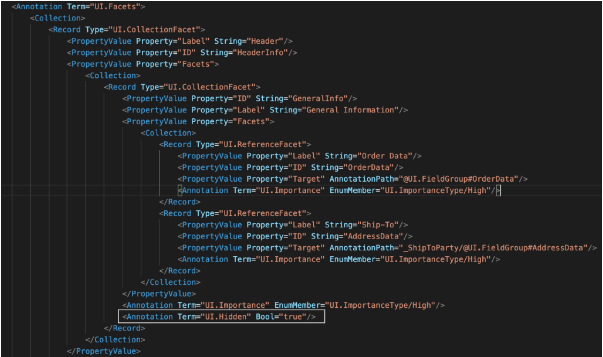 <Annotation Term="UI.Facets">
<Collection>
<Record Type="UI.CollectionFacet">
<PropertyValue Property="Label" String="Header"/>
<PropertyValue Property="ID" String="HeaderInfo"/>
<PropertyValue Property="Facets">
<Collection>
<Record Type="UI.CollectionFacet">
<PropertyValue Property="ID" String="GeneralInfo"/>
<PropertyValue Property="Label" String="General Information"/>
<PropertyValue Property="Facets">
<Collection>
<Record Type="UI.ReferenceFacet">
<PropertyValue Property="Label" String="Order Data"/>
<PropertyValue Property="ID" String="OrderData"/>
<PropertyValue Property="Target" AnnotationPath="@UI.FieldGroup#OrderData"/>
<Annotation Term="UI.Importance" EnumMember="UI.ImportanceType/High"/>
</Record>
<Record Type="UI.ReferenceFacet">
<PropertyValue Property="Label" String="Ship-To"/>
<PropertyValue Property="ID" String="AddressData"/>
<PropertyValue Property="Target" AnnotationPath="_ShipToParty/@UI.FieldGroup#AddressData"/>
<Annotation Term="UI.Importance" EnumMember="UI.ImportanceType/High"/>
</Record>
</Collection>
</PropertyValue>
<Annotation Term="UI.Importance" EnumMember="UI.ImportanceType/High"/>
<Annotation Term="UI.Hidden" Bool="true"/>
</Record>
</Collection>
</PropertyValue>